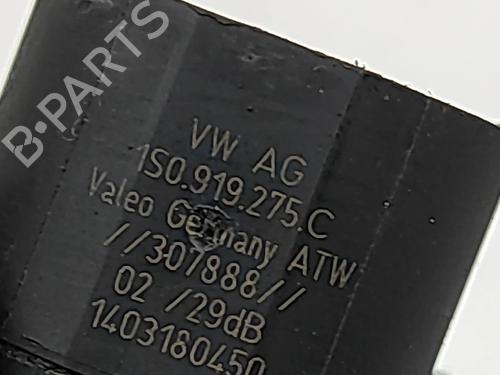 B-PARTS
VW AG
1S0.919.275.C
Valeo Germany ATW
//307888//
02 /29dB
1403180450